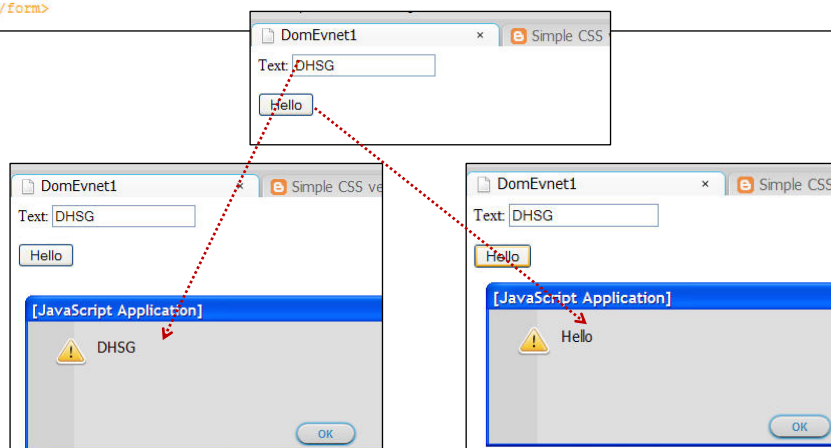 /form>
DomEvnet1 × Simple CSS
Text: DHSG
Hello
DomEvnet1 × Simple CSS ve
Text: DHSG
Hello
[JavaScript Application]
DHSG
OK
DomEvnet1 × Simple CSS
Text: DHSG
Hello
[JavaScript Application]
Hello
OK